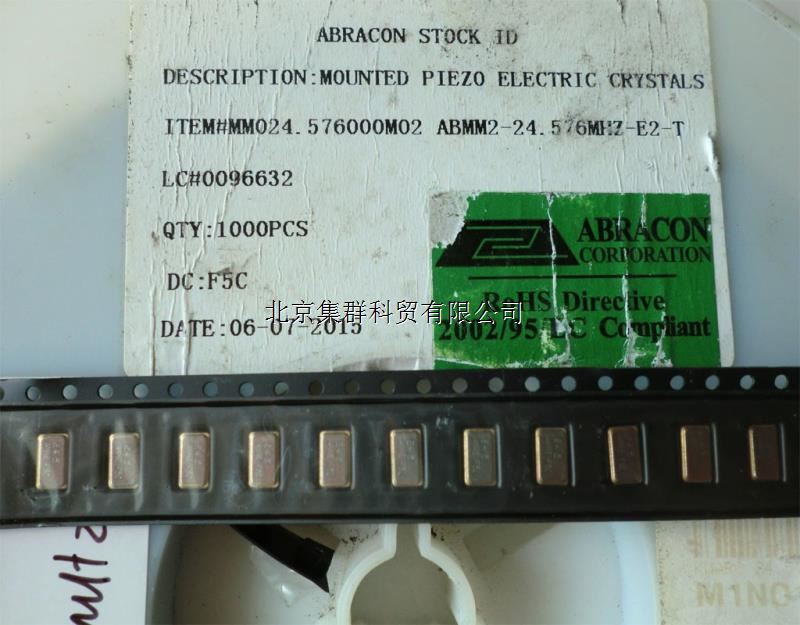 ABRACON STOCK ID
DESCRIPTION:MOUNTED PIEZO ELECTRIC CRYSTALS
ITEM#MM024.576000M02 ABMM2-24.576MHZ-E2-T
LC#0096632
QTY:1000PCS
DC:F5C
DATE:06-07-2015
ABRACON
CORPORATION
RoHS Directive
2002/95/EC Compliant
北京集群科贸有限公司
M1NO